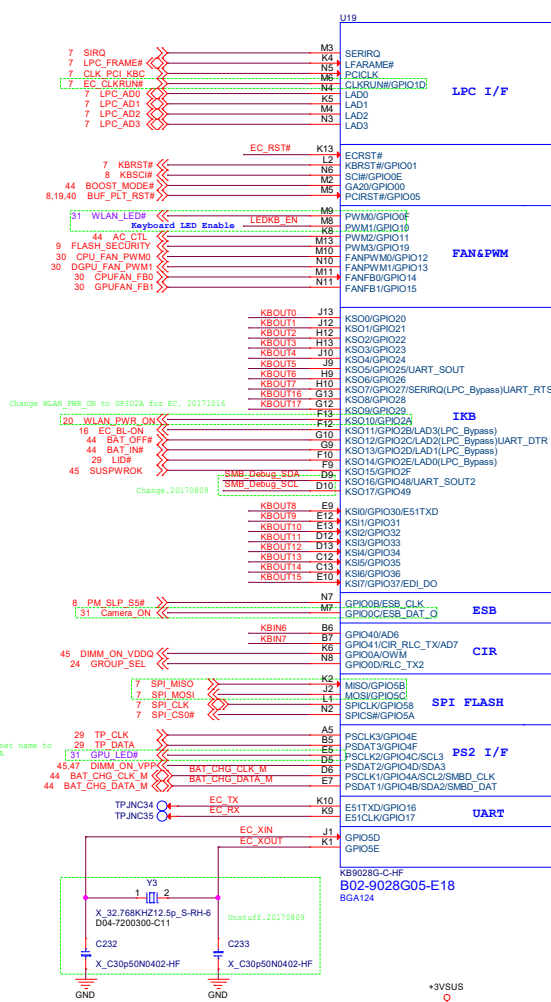 U19
7 SIRQ M3 SERIRQ
7 LPC_FRAME# K4 LFARAME#
7 CLK_PCI_KBC N5 PCICLK
7 EC_CLKRUN# M6 CLKRUN#/GPIO1D
7 LPC_AD0 N4 LAD0
7 LPC_AD1 K5 LAD1
7 LPC_AD2 M4 LAD2
7 LPC_AD3 N3 LAD3
LPC I/F
EC_RST# K13 ECRST#
7 KBRST# L2 KBRST#/GPIO01
8 KBSCI# N6 SCI#/GPIO0E
44 BOOST_MODE# M2 GA20/GPIO00
8,19,40 BUF_PLT_RST# M5 PCIRST#/GPIO05
31 WLAN_LED# M9 PWM0/GPIO0F
Keyboard LED Enable LEDKB_EN M8 PWM1/GPIO10
44 AC_CTL K8 PWM2/GPIO11
9 FLASH_SECURITY M13 PWM3/GPIO19
30 CPU_FAN_PWM0 M10 FANPWM0/GPIO12
30 DGPU_FAN_PWM1 N10 FANPWM1/GPIO13
30 CPUFAN_FB0 M11 FANFB0/GPIO14
30 GPUFAN_FB1 N11 FANFB1/GPIO15
FAN&PWM
KBOUT0 J13 KSO0/GPIO20
KBOUT1 J12 KSO1/GPIO21
KBOUT2 H12 KSO2/GPIO22
KBOUT3 H13 KSO3/GPIO23
KBOUT4 J10 KSO4/GPIO24
KBOUT5 J9 KSO5/GPIO25/UART_SOUT
KBOUT6 H9 KSO6/GPIO26
KBOUT7 H10 KSO7/GPIO27/SERIRQ(LPC_Bypass)UART_RTS
KBOUT16 G13 KSO8/GPIO28
KBOUT17 G12 KSO9/GPIO29
Change WLAN_PWR_ON to GPIO2A for EC. 20171016
20 WLAN_PWR_ON F13 KSO10/GPIO2A
16 EC_BL-ON F12 KSO11/GPIO2B/LAD3(LPC_Bypass)
44 BAT_OFF# G10 KSO12/GPIO2C/LAD2(LPC_Bypass)UART_DTR
44 BAT_IN# G9 KSO13/GPIO2D/LAD1(LPC_Bypass)
29 LID# F10 KSO14/GPIO2E/LAD0(LPC_Bypass)
45 SUSPWROK F9 KSO15/GPIO2F
SMB_Debug_SDA D9 KSO16/GPIO48/UART_SOUT2
SMB_Debug_SCL D10 KSO17/GPIO49
Change.20170809
IKB
KBOUT8 E9 KSI0/GPIO30/E51TXD
KBOUT9 E12 KSI1/GPIO31
KBOUT10 E13 KSI2/GPIO32
KBOUT11 D12 KSI3/GPIO33
KBOUT12 D13 KSI4/GPIO34
KBOUT13 C12 KSI5/GPIO35
KBOUT14 C13 KSI6/GPIO36
KBOUT15 E10 KSI7/GPIO37/EDI_DO
8 PM_SLP_S5# N7 GPIO0B/ESB_CLK
31 Camera_ON M7 GPIO0C/ESB_DAT_O
ESB
KBIN6 B6 GPIO40/AD6
KBIN7 B7 GPIO41/CIR_RLC_TX/AD7
45 DIMM_ON_VDDQ K6 GPIO0A/OWM
24 GROUP_SEL N8 GPIO0D/RLC_TX2
CIR
7 SPI_MISO K2 MISO/GPIO5B
7 SPI_MOSI J2 MOSI/GPIO5C
7 SPI_CLK L1 SPICLK/GPIO58
7 SPI_CS0# N2 SPICS#/GPIO5A
SPI FLASH
net name to
29 TP_CLK A5 PSCLK3/GPIO4E
29 TP_DATA B5 PSDAT3/GPIO4F
31 GPU_LED# E5 PSCLK2/GPIO4C/SCL3
45,47 DIMM_ON_VPP D5 PSDAT2/GPIO4D/SDA3
44 BAT_CHG_CLK_M BAT_CHG_CLK_M D6 PSCLK1/GPIO4A/SCL2/SMBD_CLK
44 BAT_CHG_DATA_M BAT_CHG_DATA_M E7 PSDAT1/GPIO4B/SDA2/SMBD_DAT
PS2 I/F
TPJNC34 EC_TX K10 E51TXD/GPIO16
TPJNC35 EC_RX K9 E51CLK/GPIO17
UART
EC_XIN J1 GPIO5D
EC_XOUT K1 GPIO5E
KB9028G-C-HF
B02-9028G05-E18
BGA124
Y3
1 2
X_32.768KHZ12.5p_S-RH-6
D04-7200300-C11
Unstuff.20170809
C232 C233
X_C30p50N0402-HF X_C30p50N0402-HF
GND GND
+3VSUS